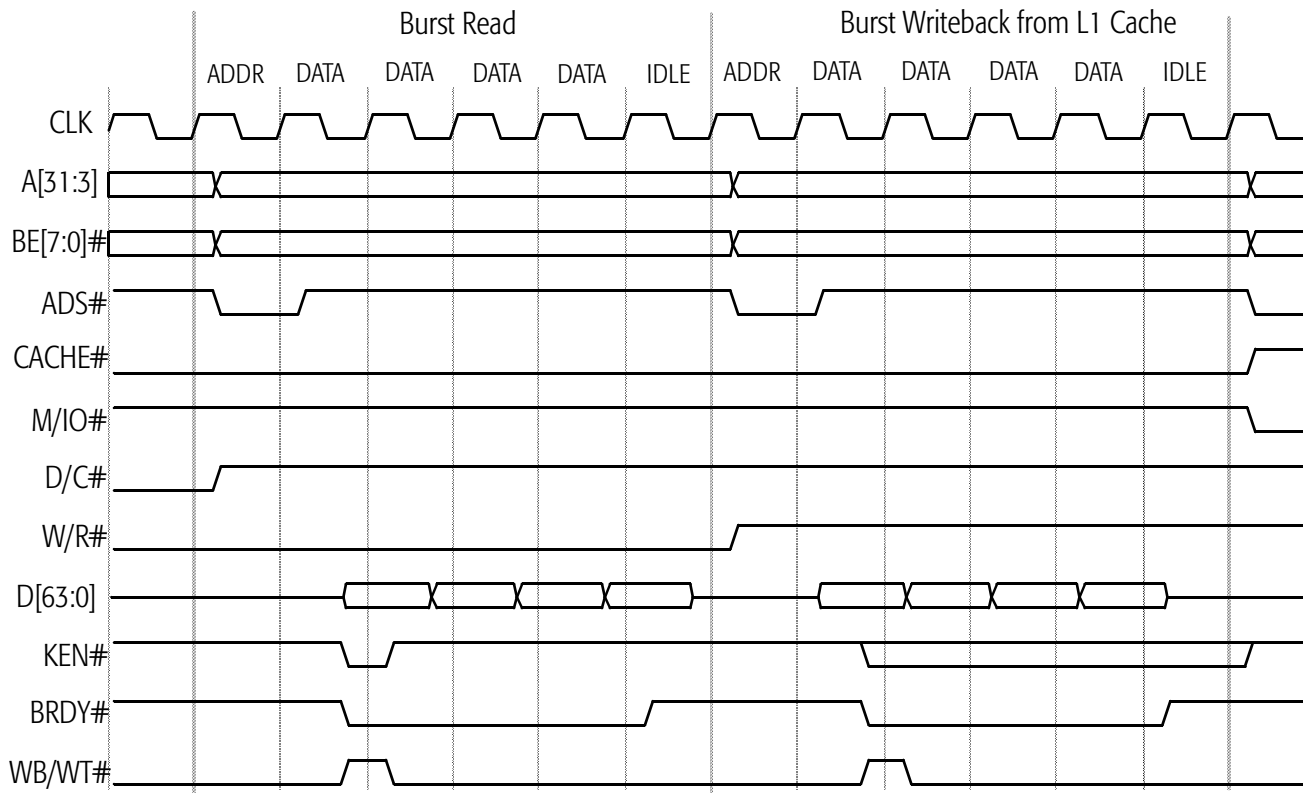 Burst Read Burst Writeback from L1 Cache
ADDR DATA DATA DATA DATA IDLE ADDR DATA DATA DATA DATA IDLE
CLK
A[31:3]
BE[7:0]#
ADS#
CACHE#
M/IO#
D/C#
W/R#
D[63:0]
KEN#
BRDY#
WB/WT#